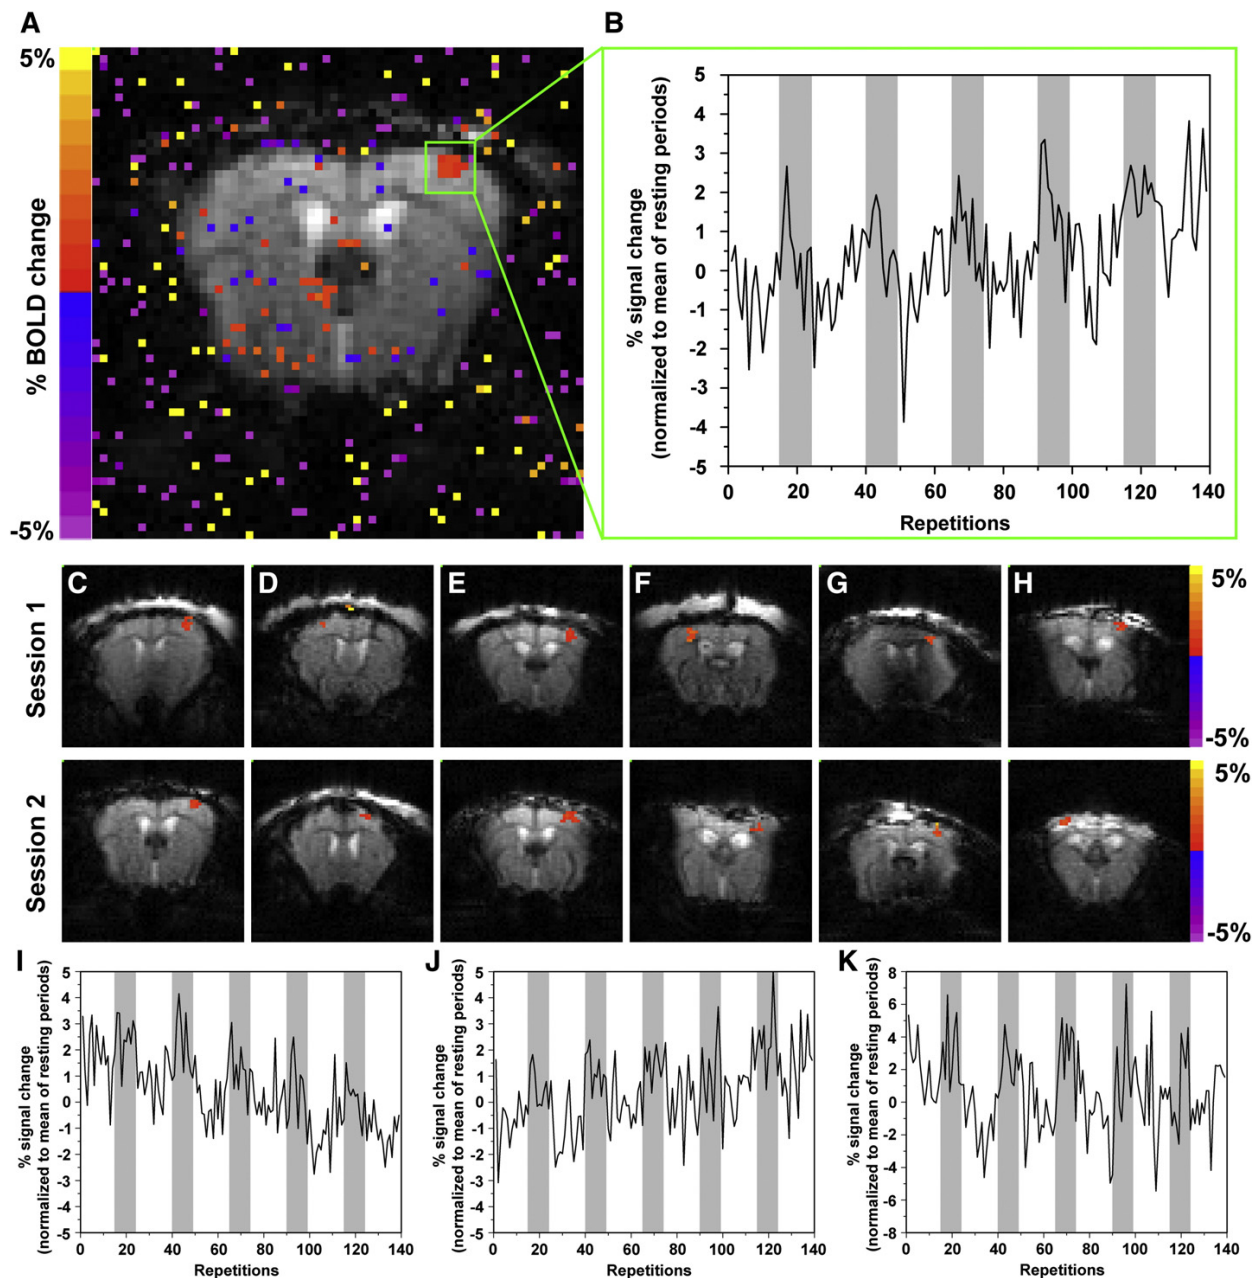 A
B
5%
% BOLD change
-5%
% signal change
(normalized to mean of resting periods)
5
4
3
2
1
0
-1
-2
-3
-4
-5
0 20 40 60 80 100 120 140
Repetitions
Session 1
C D E F G H
5%
-5%
Session 2
5%
-5%
I
% signal change
(normalized to mean of resting periods)
5
4
3
2
1
0
-1
-2
-3
-4
-5
0 20 40 60 80 100 120 140
Repetitions
J
% signal change
(normalized to mean of resting periods)
5
4
3
2
1
0
-1
-2
-3
-4
-5
0 20 40 60 80 100 120 140
Repetitions
K
% signal change
(normalized to mean of resting periods)
8
6
4
2
0
-2
-4
-6
-8
0 20 40 60 80 100 120 140
Repetitions